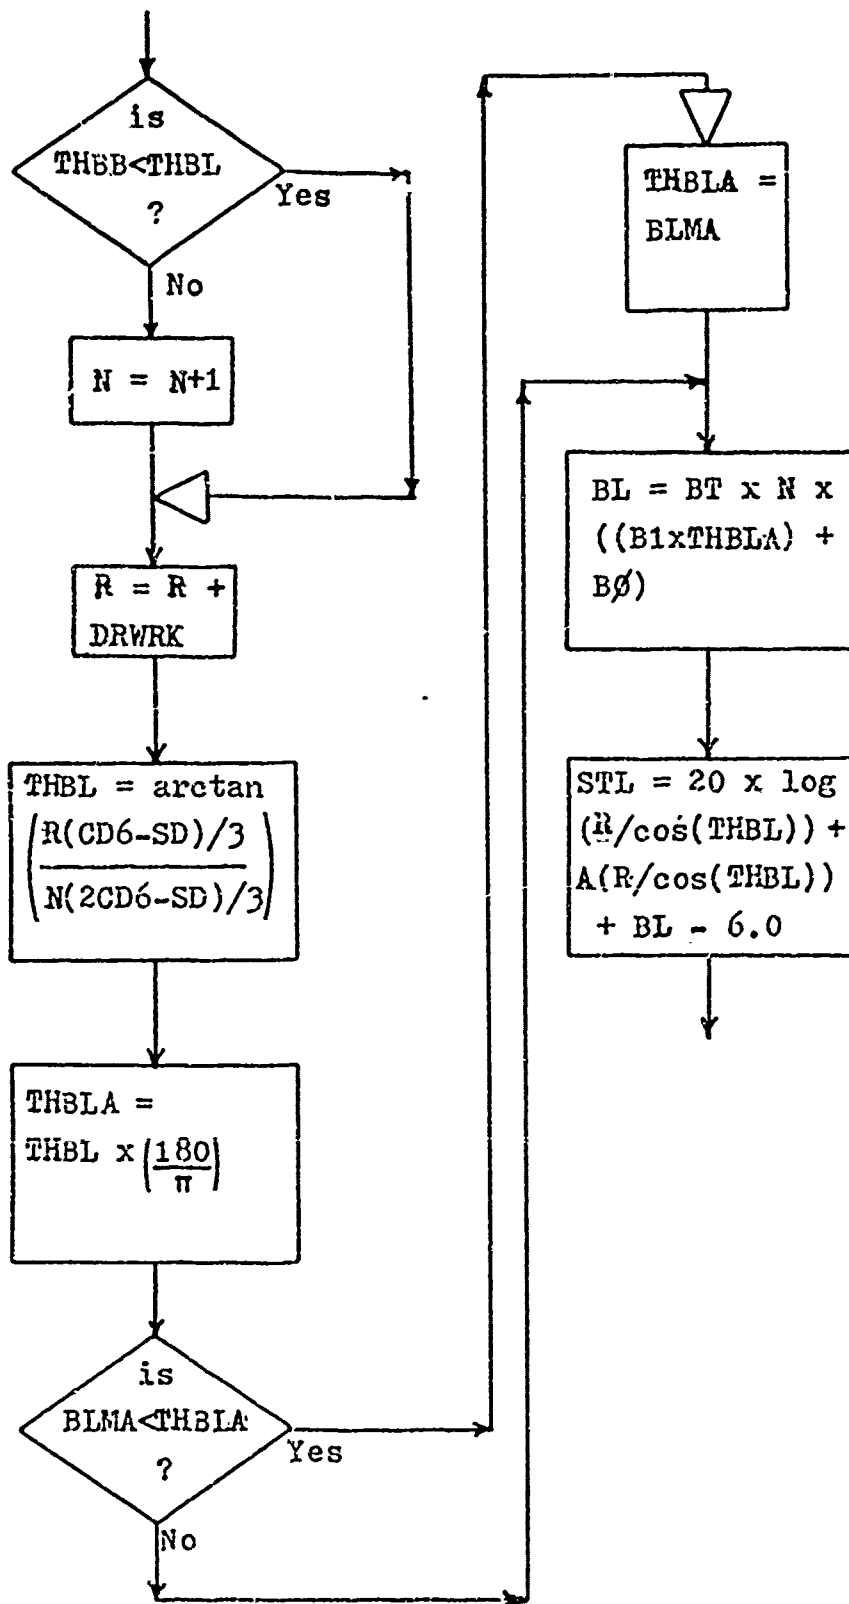 is
THBB<THBL
?
Yes
No
N = N+1
R = R +
DRWRK
THBL = arctan
(R(CD6-SD)/3
N(2CD6-SD)/3)
THBLA =
THBL x (180
π)
is
BLMA<THBLA
?
Yes
No
THBLA =
BLMA
BL = BT x N x
((B1xTHBLA) +
BØ)
STL = 20 x log
(R/cos(THBL)) +
A(R/cos(THBL))
+ BL - 6.0